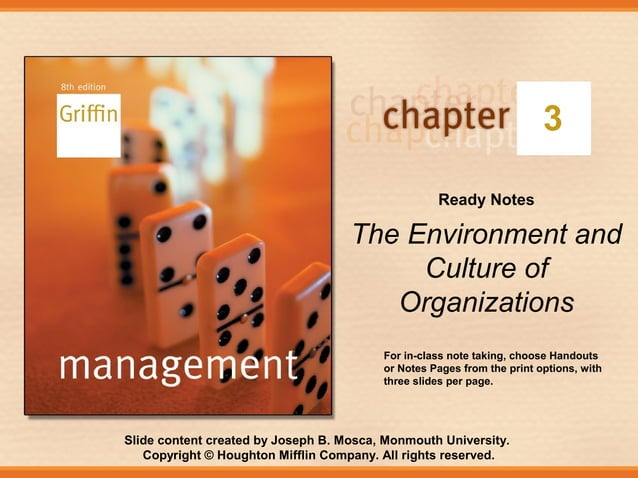 8th edition
Griffin
management
chapter
3
Ready Notes
The Environment and
Culture of
Organizations
For in-class note taking, choose Handouts
or Notes Pages from the print options, with
three slides per page.
Slide content created by Joseph B. Mosca, Monmouth University.
Copyright © Houghton Mifflin Company. All rights reserved.